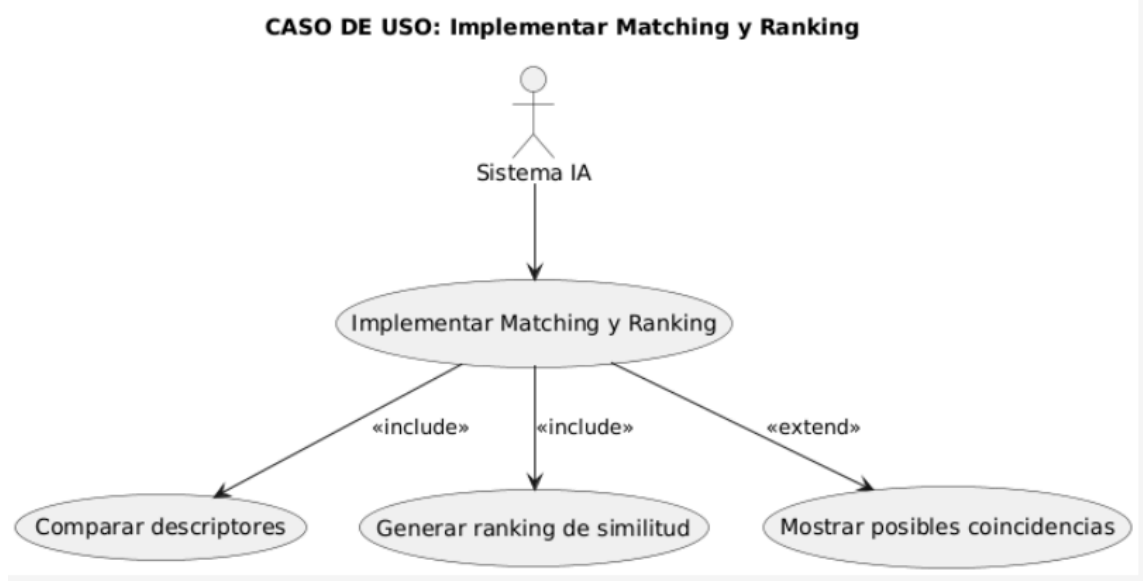 CASO DE USO: Implementar Matching y Ranking
Sistema IA
Implementar Matching y Ranking
«include»
«include»
«extend»
Comparar descriptores
Generar ranking de similitud
Mostrar posibles coincidencias